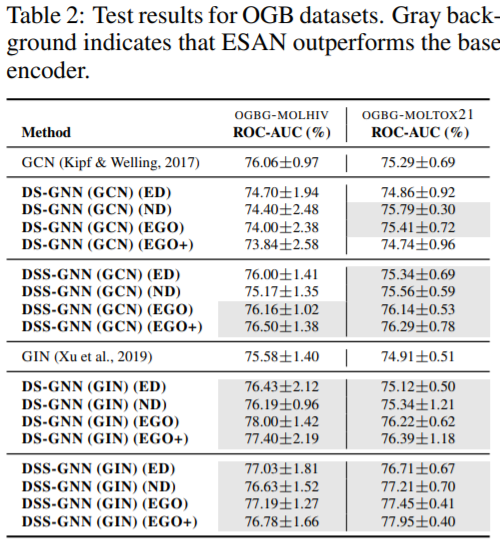 Table 2: Test results for OGB datasets. Gray back-
ground indicates that ESAN outperforms the base
encoder.
OGBG-MOLHIV OGBG-MOLTOX21
Method ROC-AUC (%) ROC-AUC (%)
GCN (Kipf & Welling, 2017) 76.06±0.97 75.29±0.69
DS-GNN (GCN) (ED) 74.70±1.94 74.86±0.92
DS-GNN (GCN) (ND) 74.40±2.48 75.79±0.30
DS-GNN (GCN) (EGO) 74.00±2.38 75.41±0.72
DS-GNN (GCN) (EGO+) 73.84±2.58 74.74±0.96
DSS-GNN (GCN) (ED) 76.00±1.41 75.34±0.69
DSS-GNN (GCN) (ND) 75.17±1.35 75.56±0.59
DSS-GNN (GCN) (EGO) 76.16±1.02 76.14±0.53
DSS-GNN (GCN) (EGO+) 76.50±1.38 76.29±0.78
GIN (Xu et al., 2019) 75.58±1.40 74.91±0.51
DS-GNN (GIN) (ED) 76.43±2.12 75.12±0.50
DS-GNN (GIN) (ND) 76.19±0.96 75.34±1.21
DS-GNN (GIN) (EGO) 78.00±1.42 76.22±0.62
DS-GNN (GIN) (EGO+) 77.40±2.19 76.39±1.18
DSS-GNN (GIN) (ED) 77.03±1.81 76.71±0.67
DSS-GNN (GIN) (ND) 76.63±1.52 77.21±0.70
DSS-GNN (GIN) (EGO) 77.19±1.27 77.45±0.41
DSS-GNN (GIN) (EGO+) 76.78±1.66 77.95±0.40